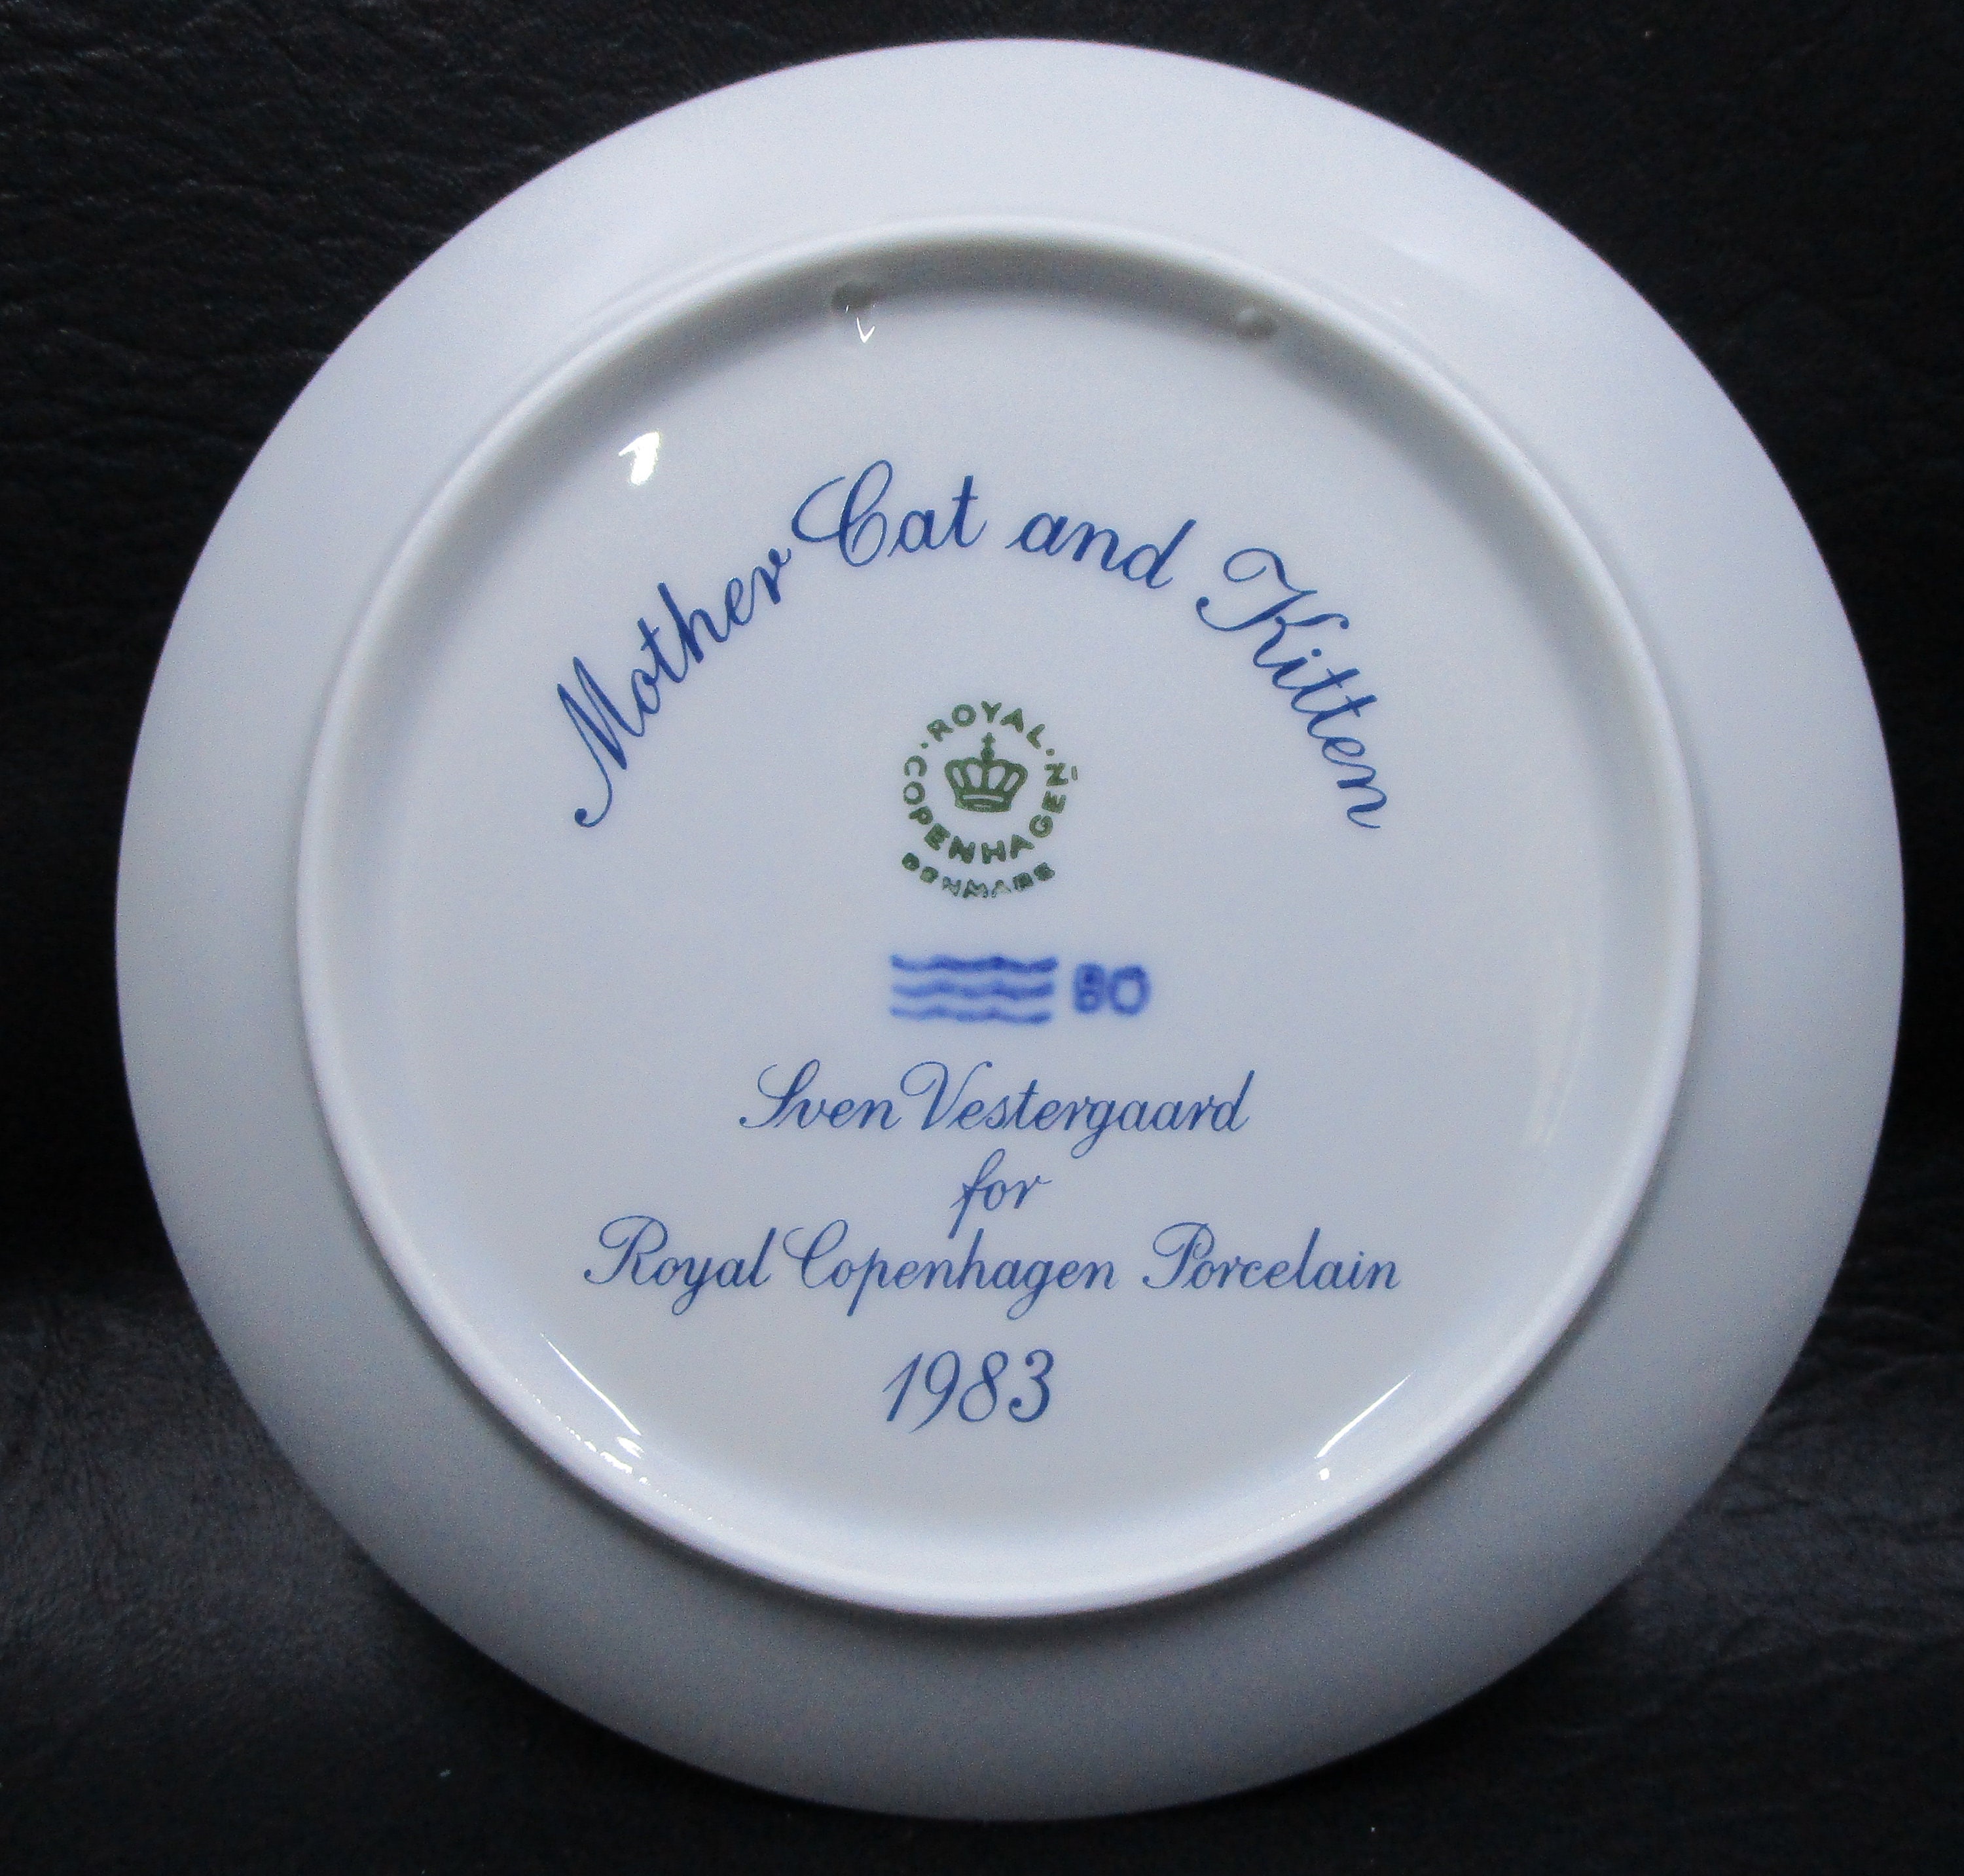 Mother Cat and Kitten
ROYAL
COPENHAGEN
DENMARK
80
Sven Vestergaard
for
Royal Copenhagen Porcelain
1983